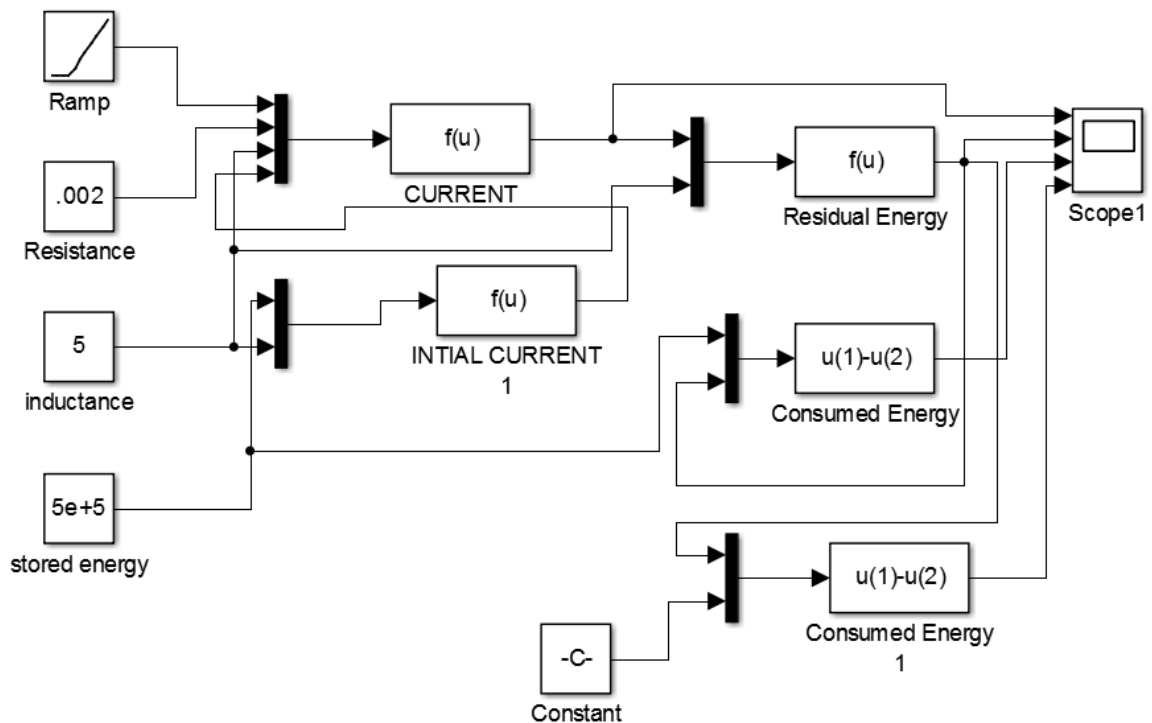 Ramp
.002
Resistance
5
inductance
5e+5
stored energy
f(u)
CURRENT
f(u)
INTIAL CURRENT
1
f(u)
Residual Energy
u(1)-u(2)
Consumed Energy
u(1)-u(2)
Consumed Energy
1
-C-
Constant
Scope1